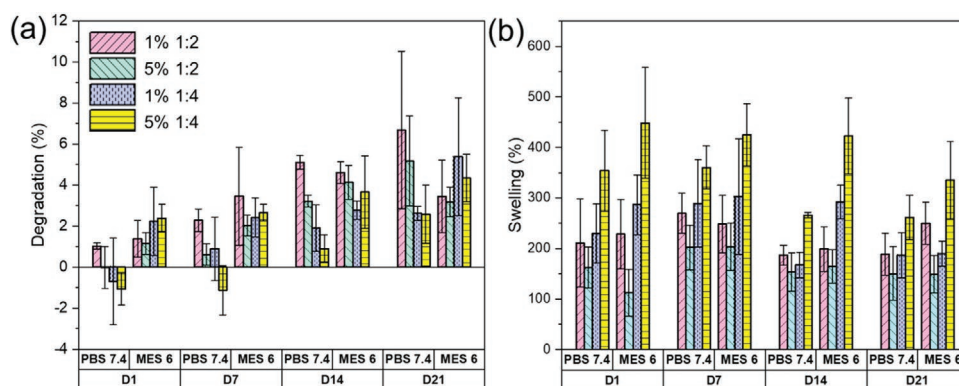 (a)
Degradation (%)
12
10
8
6
4
2
0
-2
-4
1% 1:2
5% 1:2
1% 1:4
5% 1:4
PBS 7.4 MES 6 PBS 7.4 MES 6 PBS 7.4 MES 6 PBS 7.4 MES 6
D1 D7 D14 D21
(b)
Swelling (%)
600
500
400
300
200
100
0
PBS 7.4 MES 6 PBS 7.4 MES 6 PBS 7.4 MES 6 PBS 7.4 MES 6
D1 D7 D14 D21